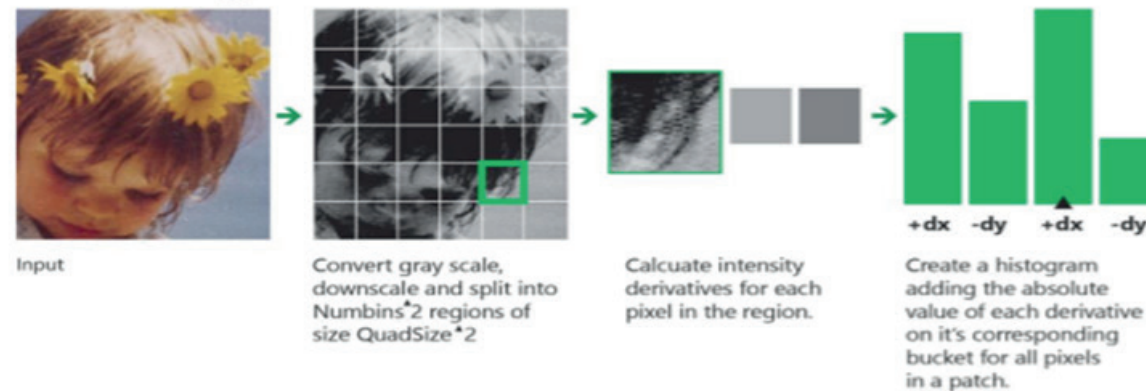 +dx -dy +dx -dy
Input
Convert gray scale,
downscale and split into
Numbins^2 regions of
size QuadSize^2
Calcuate intensity
derivatives for each
pixel in the region.
Create a histogram
adding the absolute
value of each derivative
on it's corresponding
bucket for all pixels
in a patch.